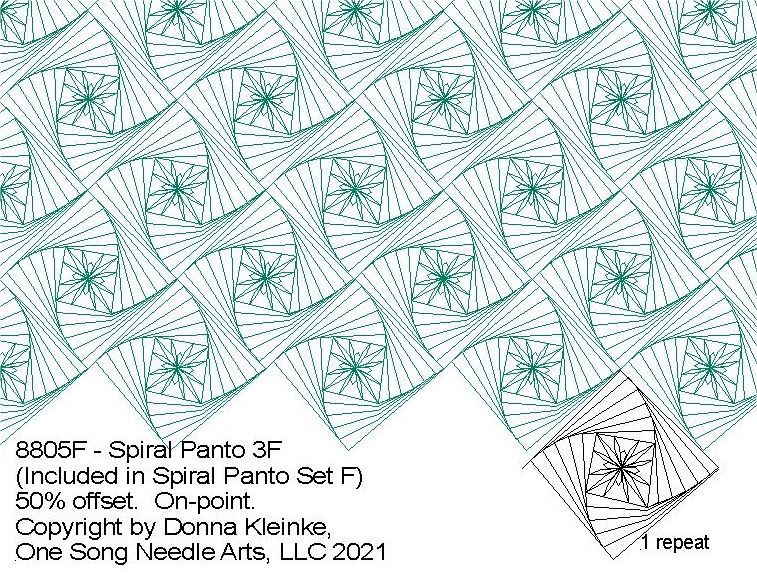 8805F - Spiral Panto 3F
(Included in Spiral Panto Set F)
50% offset.  On-point.
Copyright by Donna Kleinke,
One Song Needle Arts, LLC 2021
1 repeat